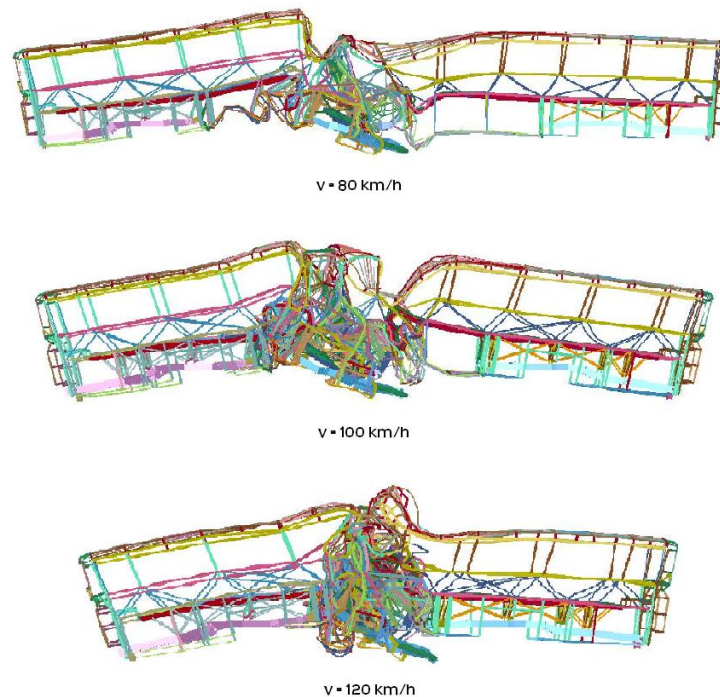 v = 80 km/h
v = 100 km/h
v = 120 km/h